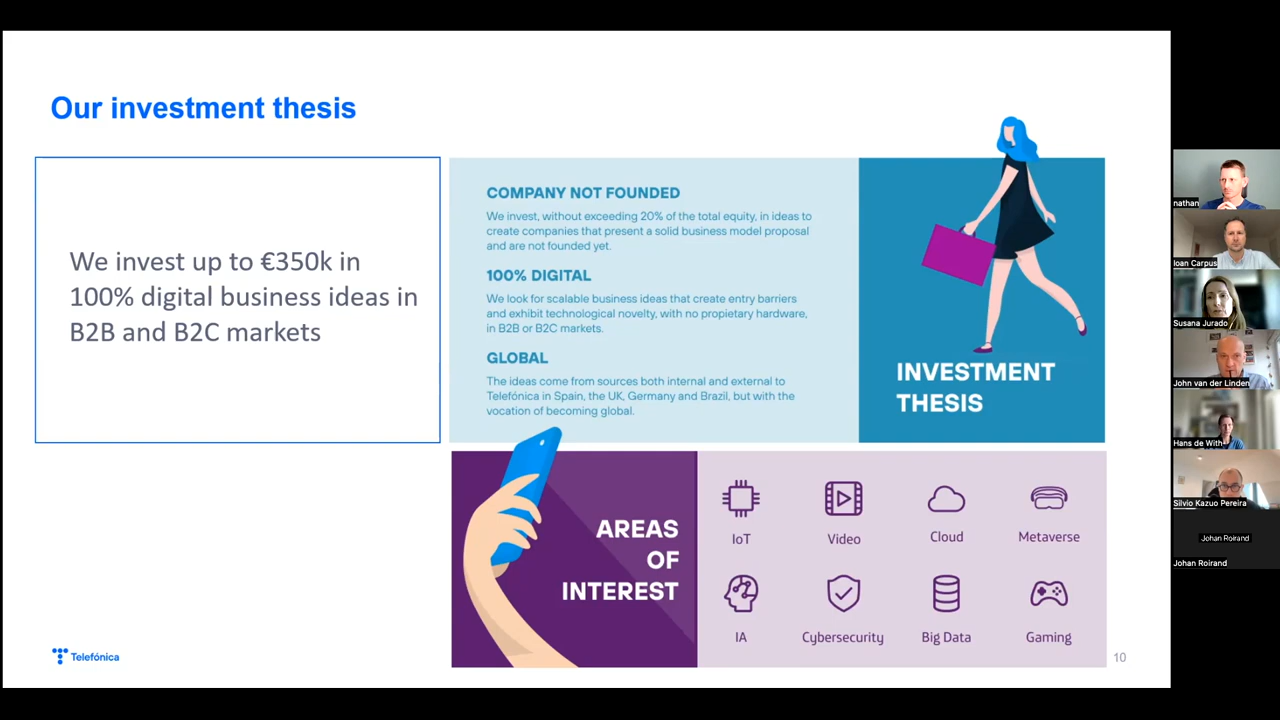 Our investment thesis
We invest up to €350k in
100% digital business ideas in
B2B and B2C markets
COMPANY NOT FOUNDED
We invest, without exceeding 20% of the total equity, in ideas to
create companies that present a solid business model proposal
and are not founded yet.
100% DIGITAL
We look for scalable business ideas that create entry barriers
and exhibit technological novelty, with no propietary hardware,
in B2B or B2C markets.
GLOBAL
The ideas come from sources both internal and external to
Telefónica in Spain, the UK, Germany and Brazil, but with the
vocation of becoming global.
INVESTMENT
THESIS
AREAS
OF
INTEREST
IoT
Video
Cloud
Metaverse
IA
Cybersecurity
Big Data
Gaming
Telefónica
10
nathan
Ioan Carpus
Susana Jurado
John van der Linden
Hans de With
Silvio Kazuo Pereira
Johan Roirand
Johan Roirand